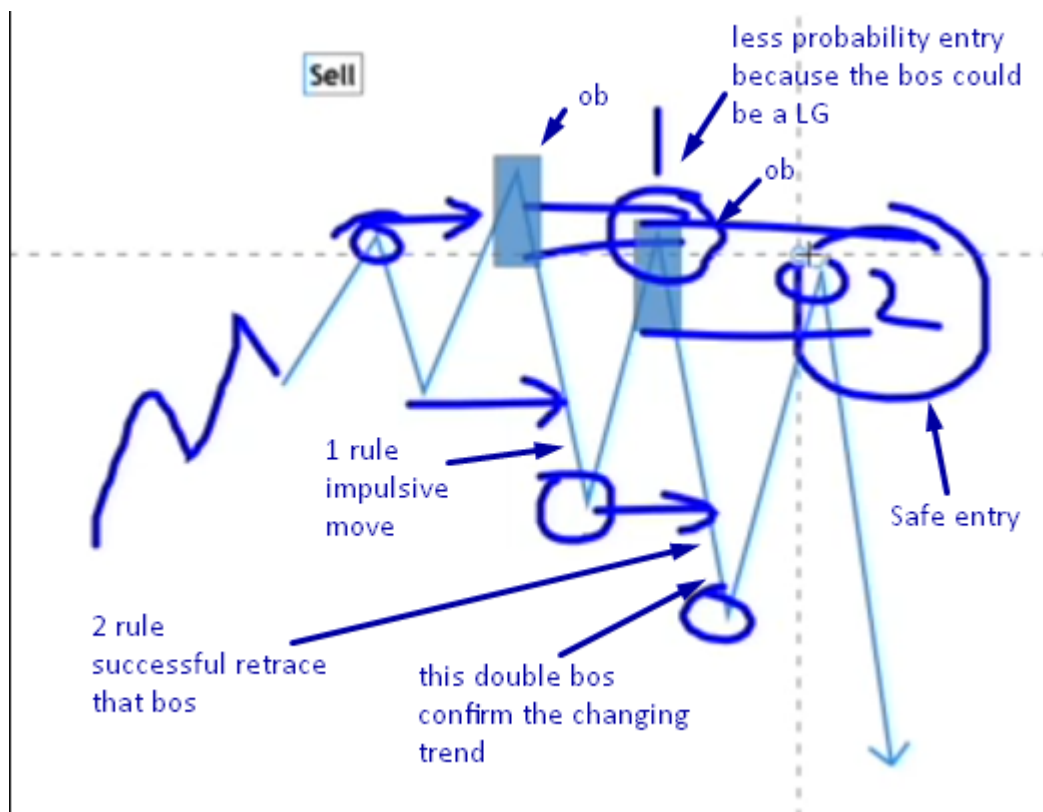 less probability entry
because the bos could
be a LG
Sell
ob
1
ob
2
1 rule
impulsive
move
Safe entry
2 rule
successful retrace
that bos
this double bos
confirm the changing
trend